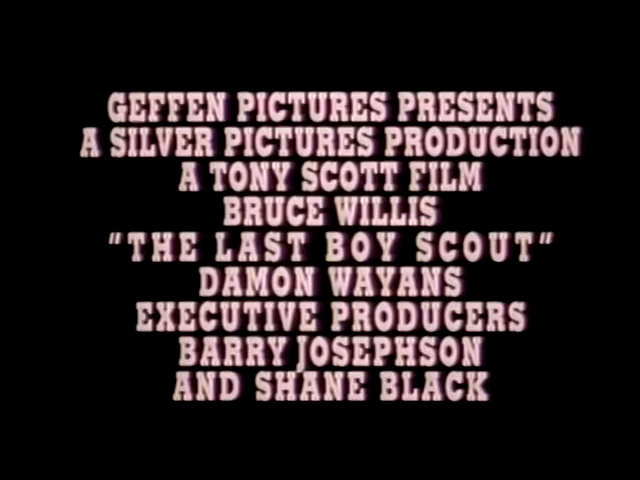 GEFFEN PICTURES PRESENTS
A SILVER PICTURES PRODUCTION
A TONY SCOTT FILM
BRUCE WILLIS
"THE LAST BOY SCOUT"
DAMON WAYANS
EXECUTIVE PRODUCERS
BARRY JOSEPHSON
AND SHANE BLACK